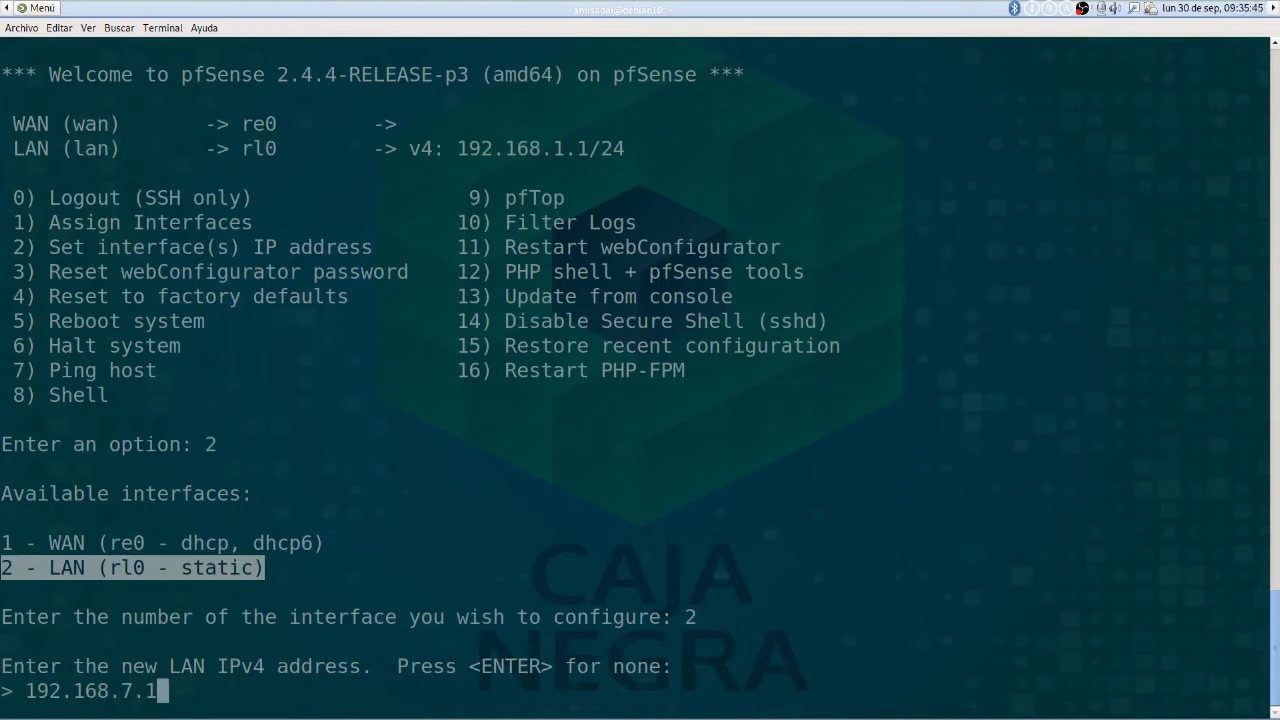 Menú
amisadai@debian10: ~
lun 30 de sep, 09:35:45
Archivo Editar Ver Buscar Terminal Ayuda
*** Welcome to pfSense 2.4.4-RELEASE-p3 (amd64) on pfSense ***
WAN (wan) -> re0 ->
LAN (lan) -> rl0 -> v4: 192.168.1.1/24
0) Logout (SSH only) 9) pfTop
1) Assign Interfaces 10) Filter Logs
2) Set interface(s) IP address 11) Restart webConfigurator
3) Reset webConfigurator password 12) PHP shell + pfSense tools
4) Reset to factory defaults 13) Update from console
5) Reboot system 14) Disable Secure Shell (sshd)
6) Halt system 15) Restore recent configuration
7) Ping host 16) Restart PHP-FPM
8) Shell
Enter an option: 2
Available interfaces:
1 - WAN (re0 - dhcp, dhcp6)
2 - LAN (rl0 - static)
Enter the number of the interface you wish to configure: 2
Enter the new LAN IPv4 address.  Press <ENTER> for none:
> 192.168.7.1
CAJA
NEGRA